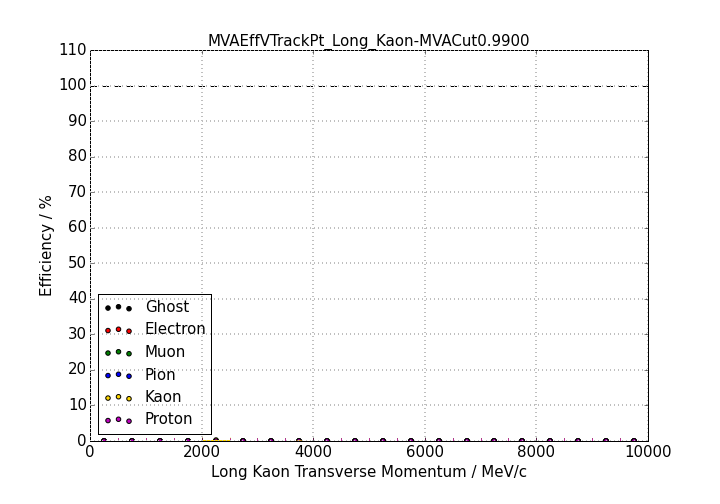 MVAEffVTrackPt_Long_Kaon-MVACut0.9900
110
100
90
80
70
60
50
40
30
20
10
0
Efficiency / %
Ghost
Electron
Muon
Pion
Kaon
Proton
0 2000 4000 6000 8000 10000
Long Kaon Transverse Momentum / MeV/c